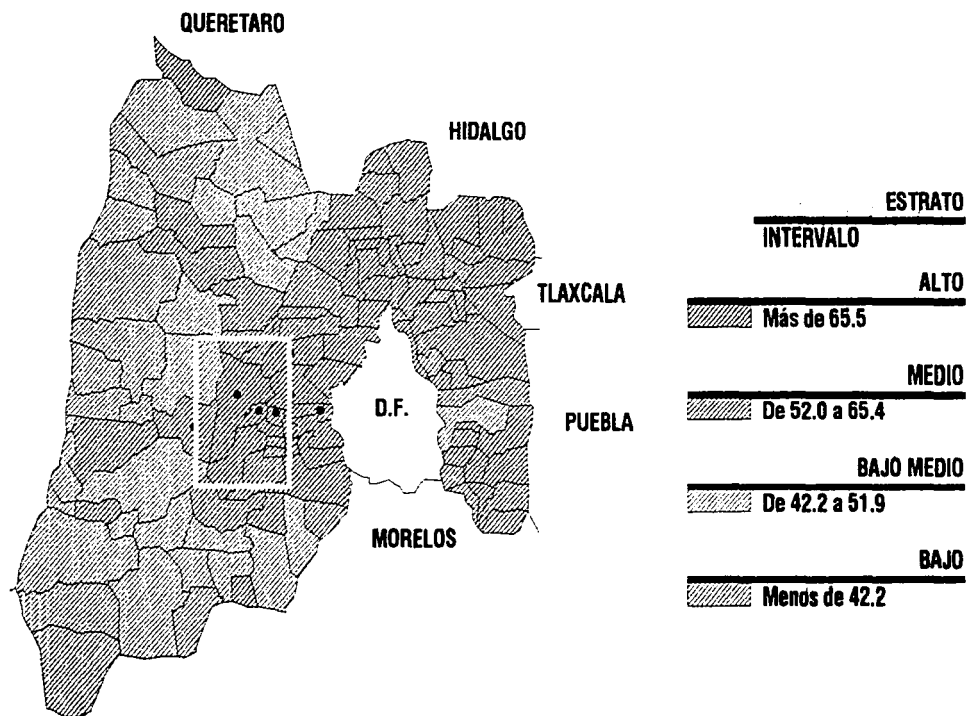 QUERETARO
HIDALGO
TLAXCALA
D.F.
PUEBLA
MORELOS
ESTRATO
INTERVALO
ALTO
Más de 65.5
MEDIO
De 52.0 a 65.4
BAJO MEDIO
De 42.2 a 51.9
BAJO
Menos de 42.2